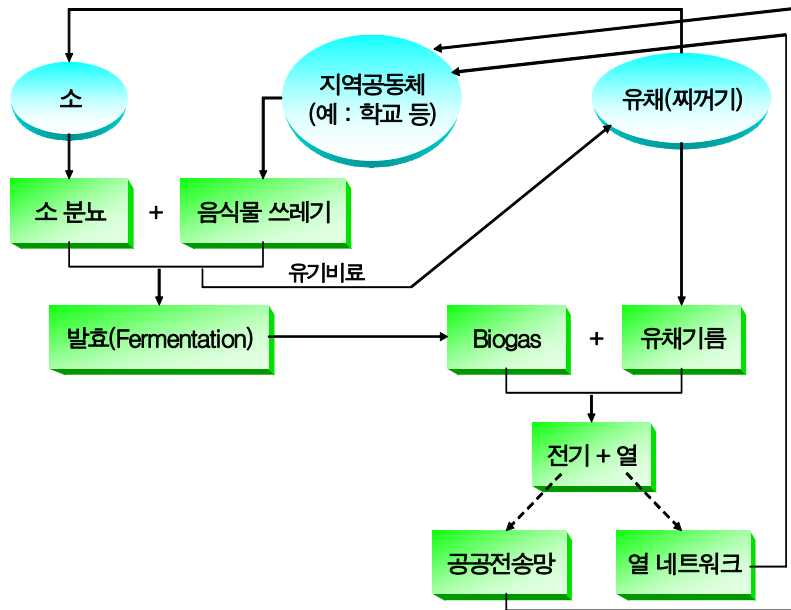 소
지역공동체
(예 : 학교 등)
유채(찌꺼기)
소 분뇨
+
음식물 쓰레기
유기비료
발효(Fermentation)
Biogas
+
유채기름
전기 + 열
공공전송망
열 네트워크